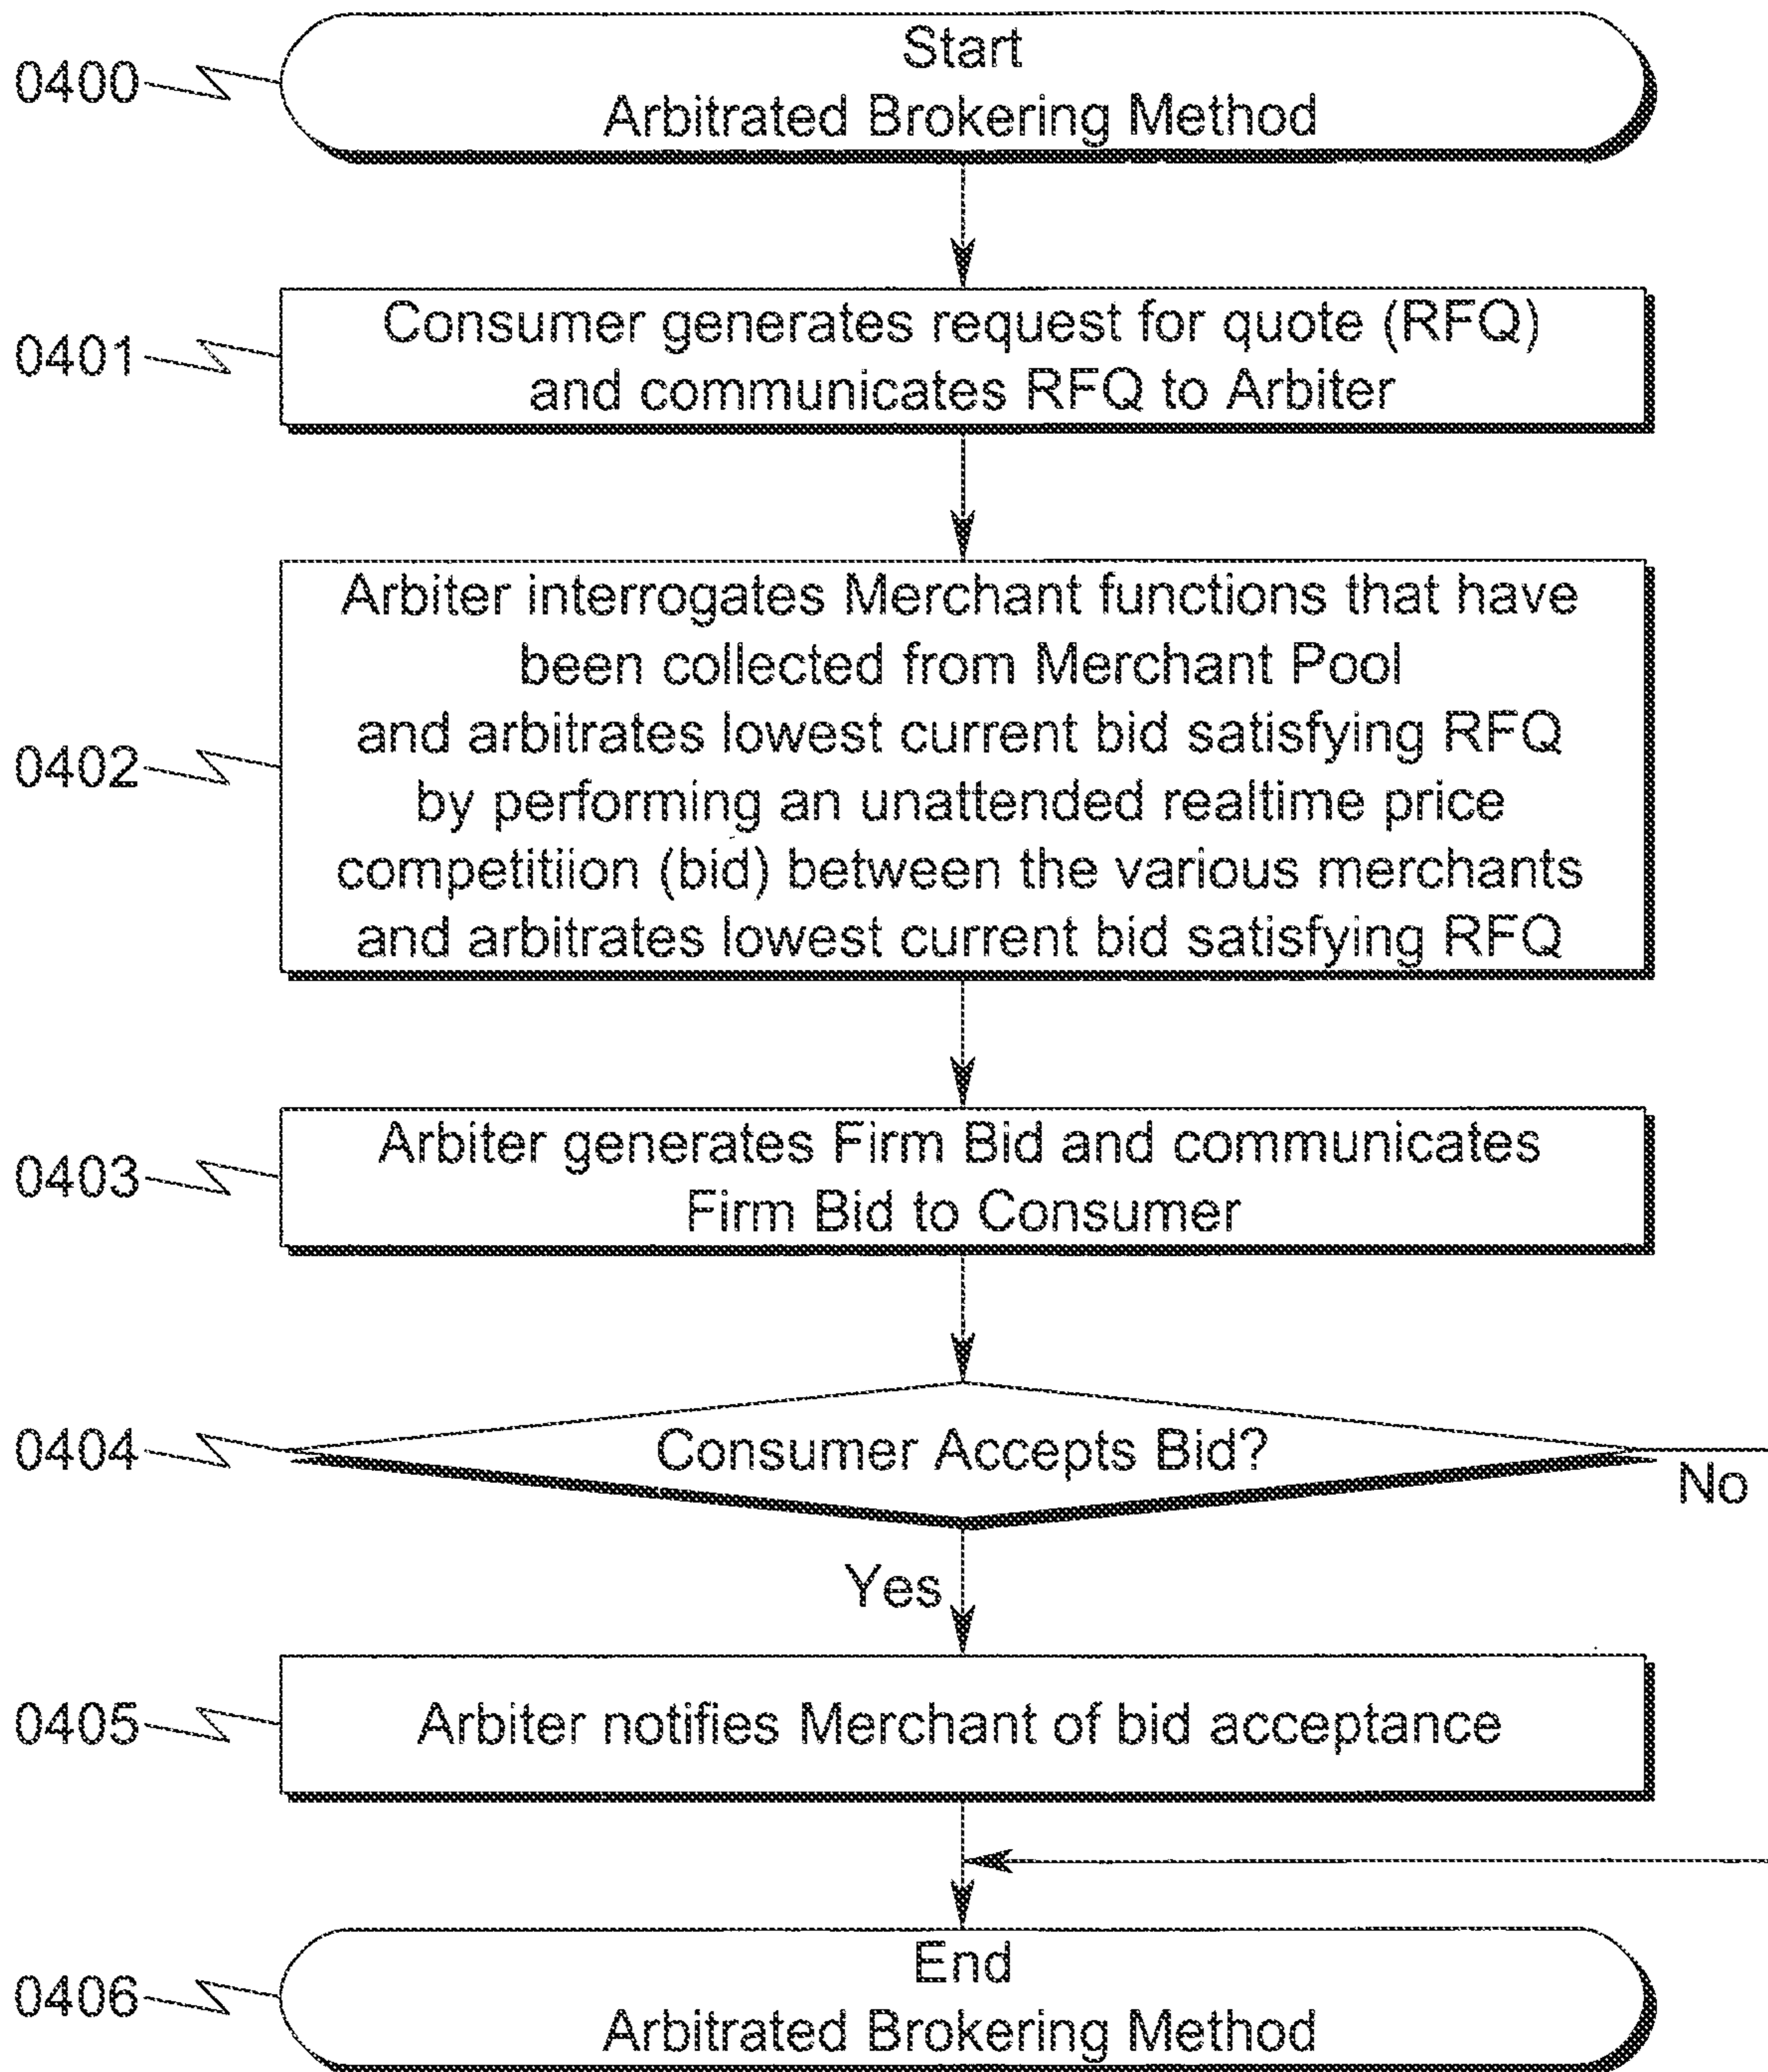 0400
Start
Arbitrated Brokering Method
0401
Consumer generates request for quote (RFQ)
and communicates RFQ to Arbiter
0402
Arbiter interrogates Merchant functions that have
been collected from Merchant Pool
and arbitrates lowest current bid satisfying RFQ
by performing an unattended realtime price
competitiion (bid) between the various merchants
and arbitrates lowest current bid satisfying RFQ
0403
Arbiter generates Firm Bid and communicates
Firm Bid to Consumer
0404
Consumer Accepts Bid?
No
Yes
0405
Arbiter notifies Merchant of bid acceptance
0406
End
Arbitrated Brokering Method